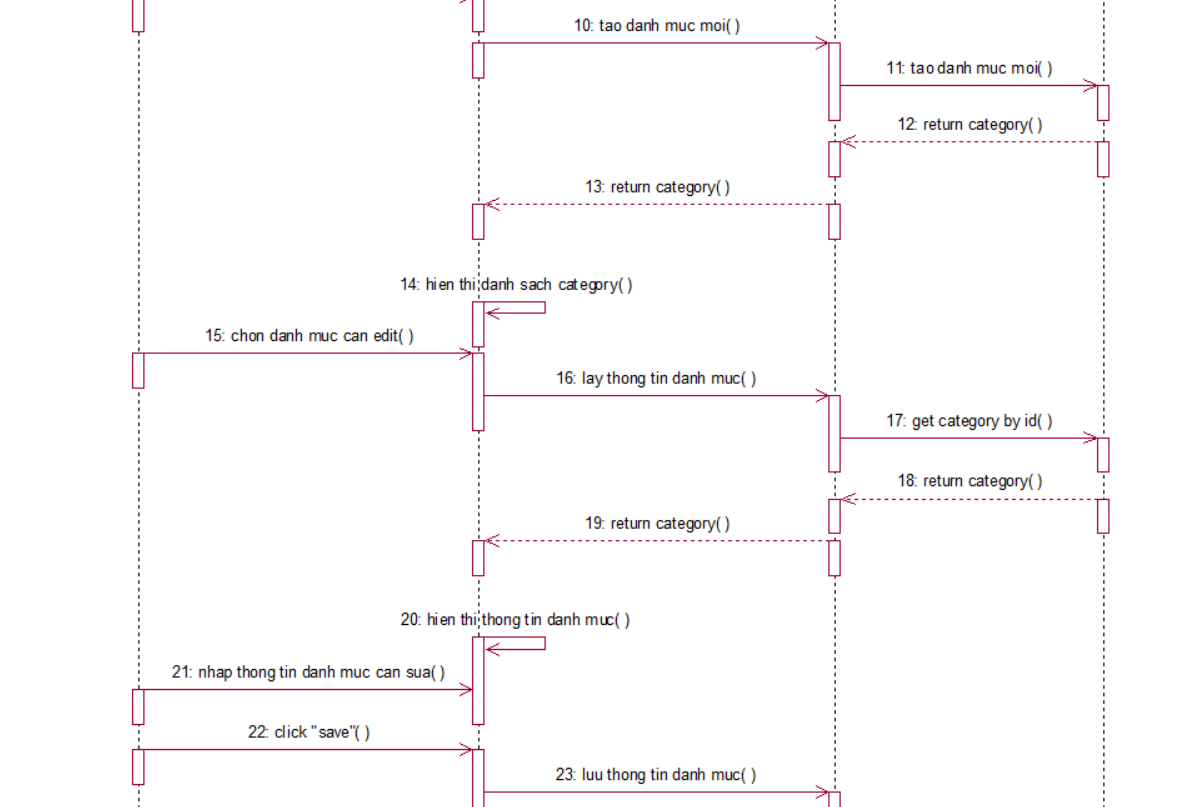 10: tao danh muc moi( )
11: tao danh muc moi( )
12: return category( )
13: return category( )
14: hien thi danh sach category( )
15: chon danh muc can edit( )
16: lay thong tin danh muc( )
17: get category by id( )
18: return category( )
19: return category( )
20: hien thi thong tin danh muc( )
21: nhap thong tin danh muc can sua( )
22: click "save"( )
23: luu thong tin danh muc( )